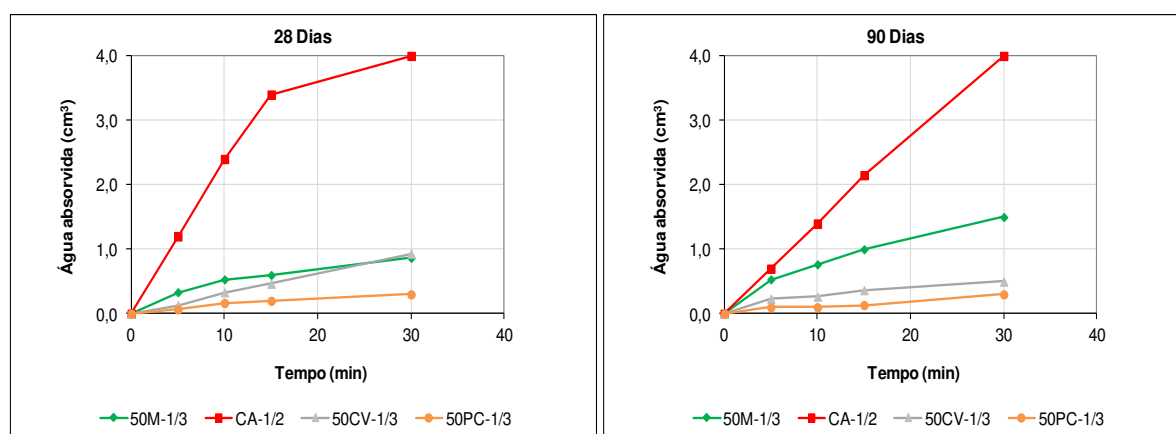 28 Dias
Água absorvida (cm³)
4,0
3,0
2,0
1,0
0,0
0 10 20 30 40
Tempo (min)
50M-1/3 CA-1/2 50CV-1/3 50PC-1/3
90 Dias
Água absorvida (cm³)
4,0
3,0
2,0
1,0
0,0
0 10 20 30 40
Tempo (min)
50M-1/3 CA-1/2 50CV-1/3 50PC-1/3